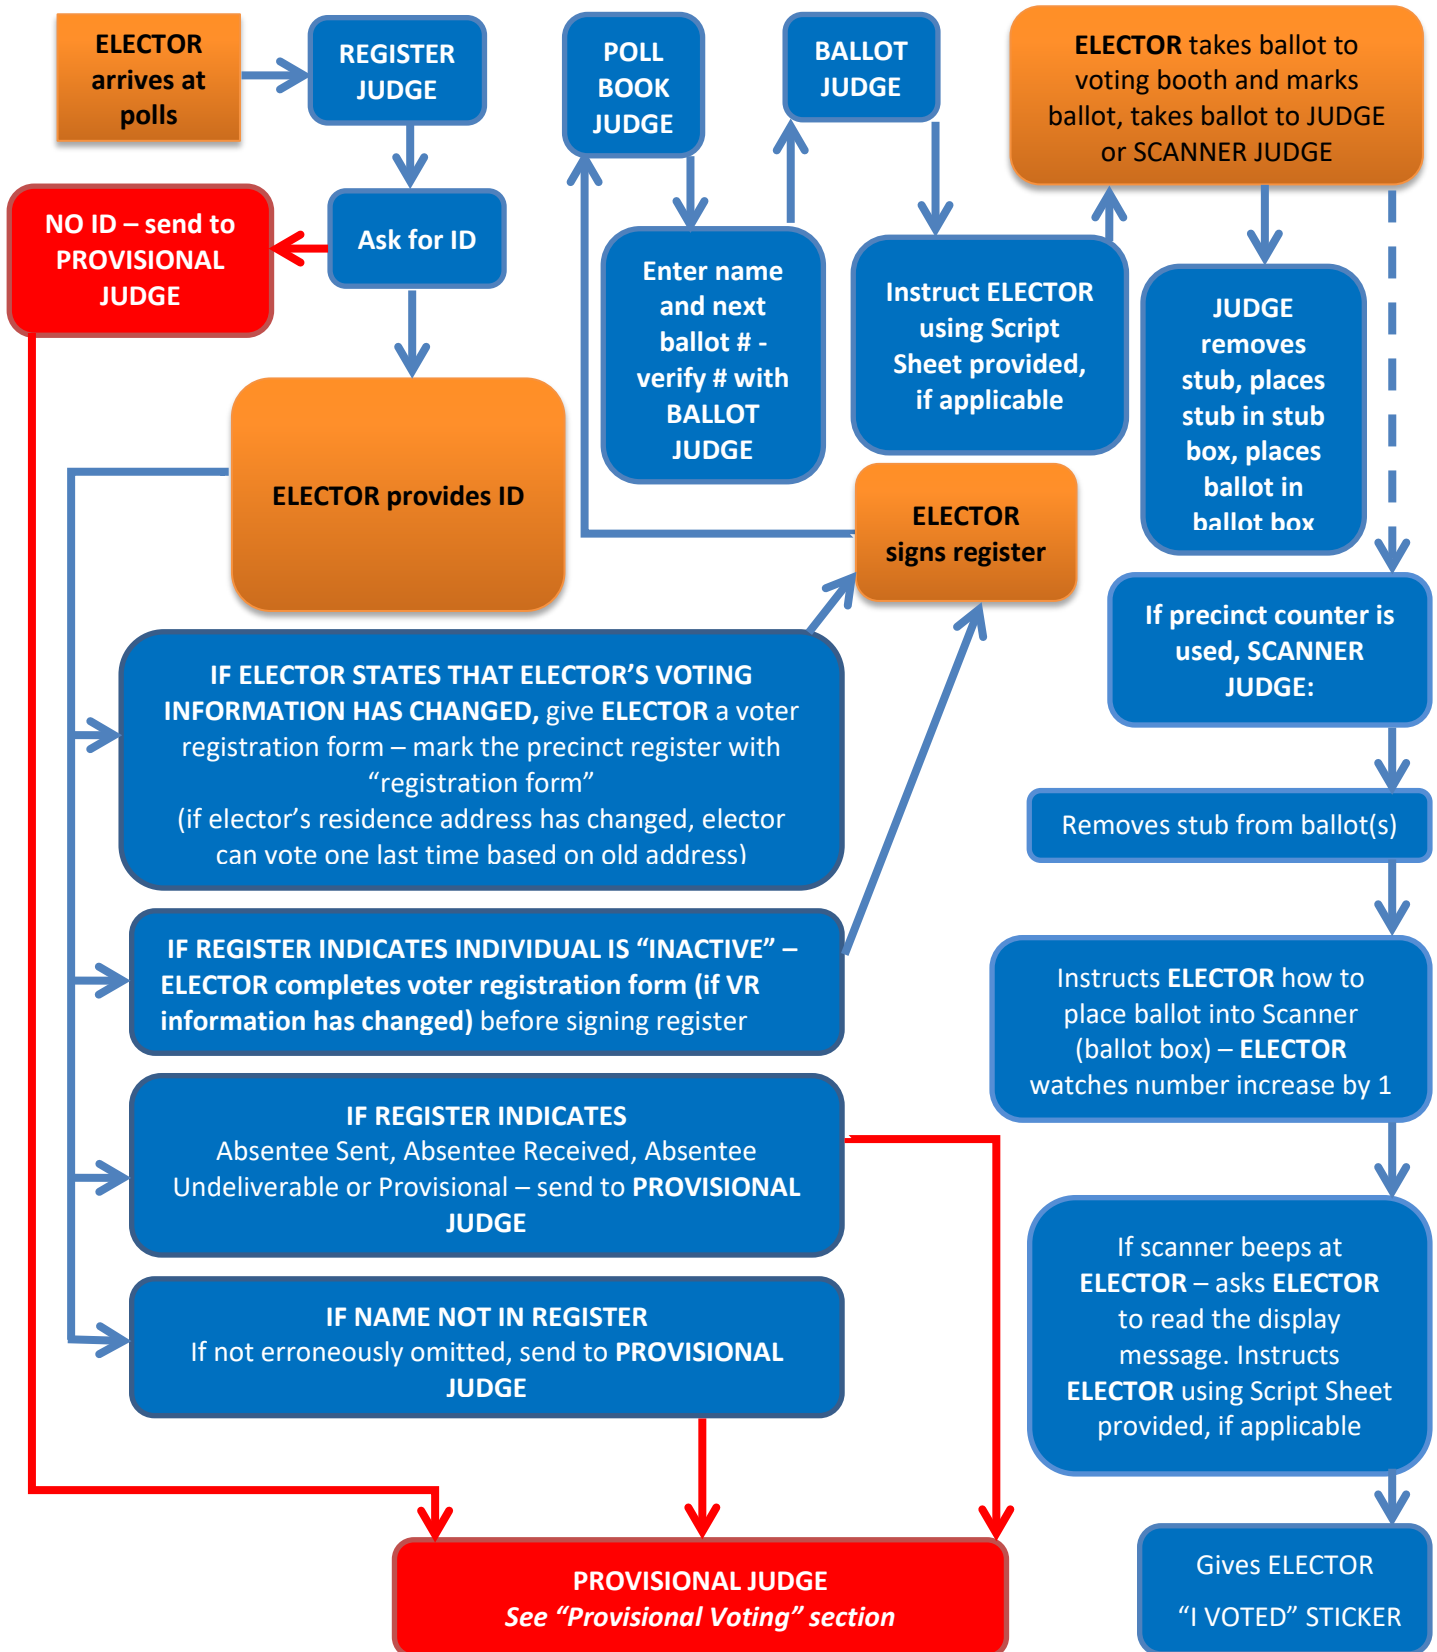 ELECTOR
arrives at
polls
REGISTER
JUDGE
POLL
BOOK
JUDGE
BALLOT
JUDGE
ELECTOR takes ballot to
voting booth and marks
ballot, takes ballot to JUDGE
or SCANNER JUDGE
NO ID – send to
PROVISIONAL
JUDGE
Ask for ID
Enter name
and next
ballot # -
verify # with
BALLOT
JUDGE
Instruct ELECTOR
using Script
Sheet provided,
if applicable
JUDGE
removes
stub, places
stub in stub
box, places
ballot in
ballot box
ELECTOR provides ID
ELECTOR
signs register
If precinct counter is
used, SCANNER
JUDGE:
IF ELECTOR STATES THAT ELECTOR’S VOTING
INFORMATION HAS CHANGED, give ELECTOR a voter
registration form – mark the precinct register with
“registration form”
(if elector’s residence address has changed, elector
can vote one last time based on old address)
Removes stub from ballot(s)
IF REGISTER INDICATES INDIVIDUAL IS “INACTIVE” –
ELECTOR completes voter registration form (if VR
information has changed) before signing register
Instructs ELECTOR how to
place ballot into Scanner
(ballot box) – ELECTOR
watches number increase by 1
IF REGISTER INDICATES
Absentee Sent, Absentee Received, Absentee
Undeliverable or Provisional – send to PROVISIONAL
JUDGE
If scanner beeps at
ELECTOR – asks ELECTOR
to read the display
message. Instructs
ELECTOR using Script Sheet
provided, if applicable
IF NAME NOT IN REGISTER
If not erroneously omitted, send to PROVISIONAL
JUDGE
PROVISIONAL JUDGE
See “Provisional Voting” section
Gives ELECTOR
“I VOTED” STICKER